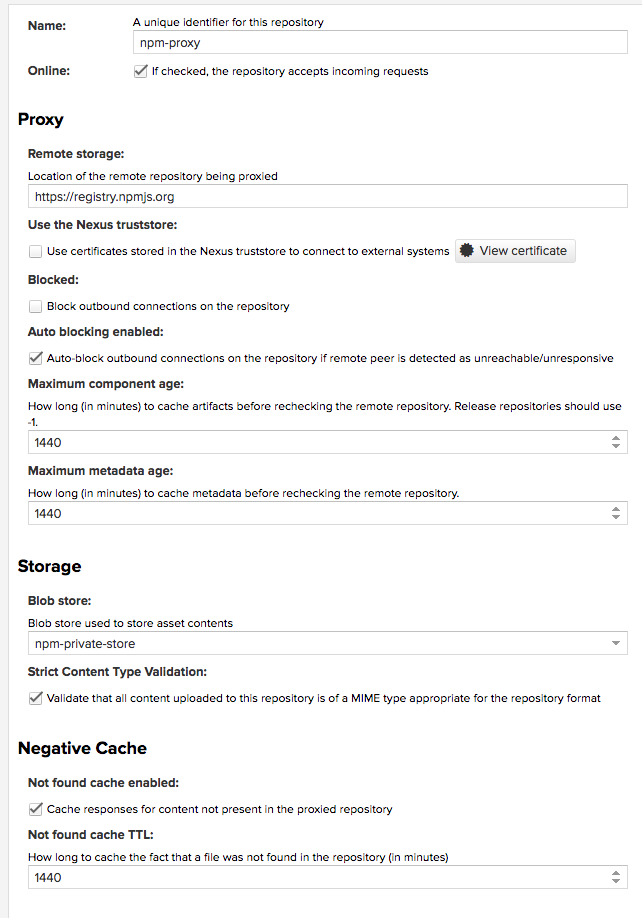 Name:
A unique identifier for this repository
npm-proxy
Online:
If checked, the repository accepts incoming requests
Proxy
Remote storage:
Location of the remote repository being proxied
https://registry.npmjs.org
Use the Nexus truststore:
Use certificates stored in the Nexus truststore to connect to external systems
View certificate
Blocked:
Block outbound connections on the repository
Auto blocking enabled:
Auto-block outbound connections on the repository if remote peer is detected as unreachable/unresponsive
Maximum component age:
How long (in minutes) to cache artifacts before rechecking the remote repository. Release repositories should use
-1.
1440
Maximum metadata age:
How long (in minutes) to cache metadata before rechecking the remote repository.
1440
Storage
Blob store:
Blob store used to store asset contents
npm-private-store
Strict Content Type Validation:
Validate that all content uploaded to this repository is of a MIME type appropriate for the repository format
Negative Cache
Not found cache enabled:
Cache responses for content not present in the proxied repository
Not found cache TTL:
How long to cache the fact that a file was not found in the repository (in minutes)
1440